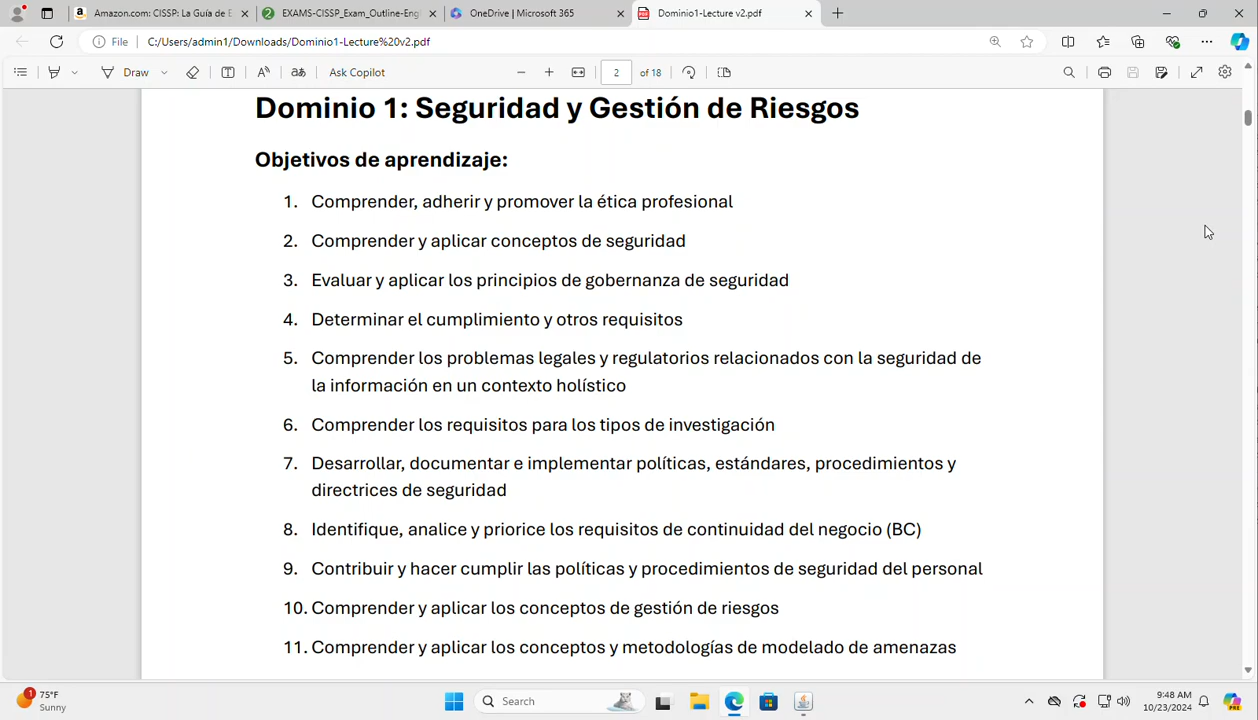 Amazon.com: CISSP: La Guía de E
EXAMS-CISSP_Exam_Outline-Eng
OneDrive | Microsoft 365
Dominio1-Lecture v2.pdf
File
C:/Users/admin1/Downloads/Dominio1-Lecture%20v2.pdf
Draw
Ask Copilot
2 of 18
Dominio 1: Seguridad y Gestión de Riesgos
Objetivos de aprendizaje:
1. Comprender, adherir y promover la ética profesional
2. Comprender y aplicar conceptos de seguridad
3. Evaluar y aplicar los principios de gobernanza de seguridad
4. Determinar el cumplimiento y otros requisitos
5. Comprender los problemas legales y regulatorios relacionados con la seguridad de
la información en un contexto holístico
6. Comprender los requisitos para los tipos de investigación
7. Desarrollar, documentar e implementar políticas, estándares, procedimientos y
directrices de seguridad
8. Identifique, analice y priorice los requisitos de continuidad del negocio (BC)
9. Contribuir y hacer cumplir las políticas y procedimientos de seguridad del personal
10. Comprender y aplicar los conceptos de gestión de riesgos
11. Comprender y aplicar los conceptos y metodologías de modelado de amenazas
1
75°F
Sunny
Search
9:48 AM
10/23/2024